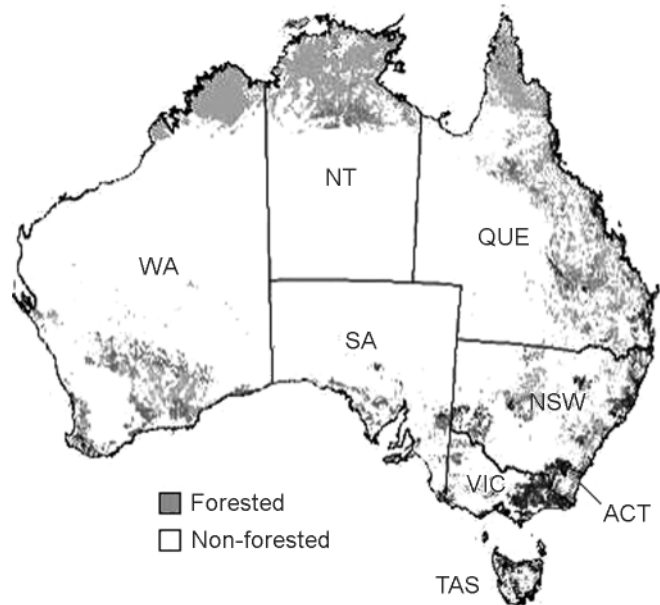 NT
QUE
WA
SA
NSW
VIC
Forested
ACT
Non-forested
TAS